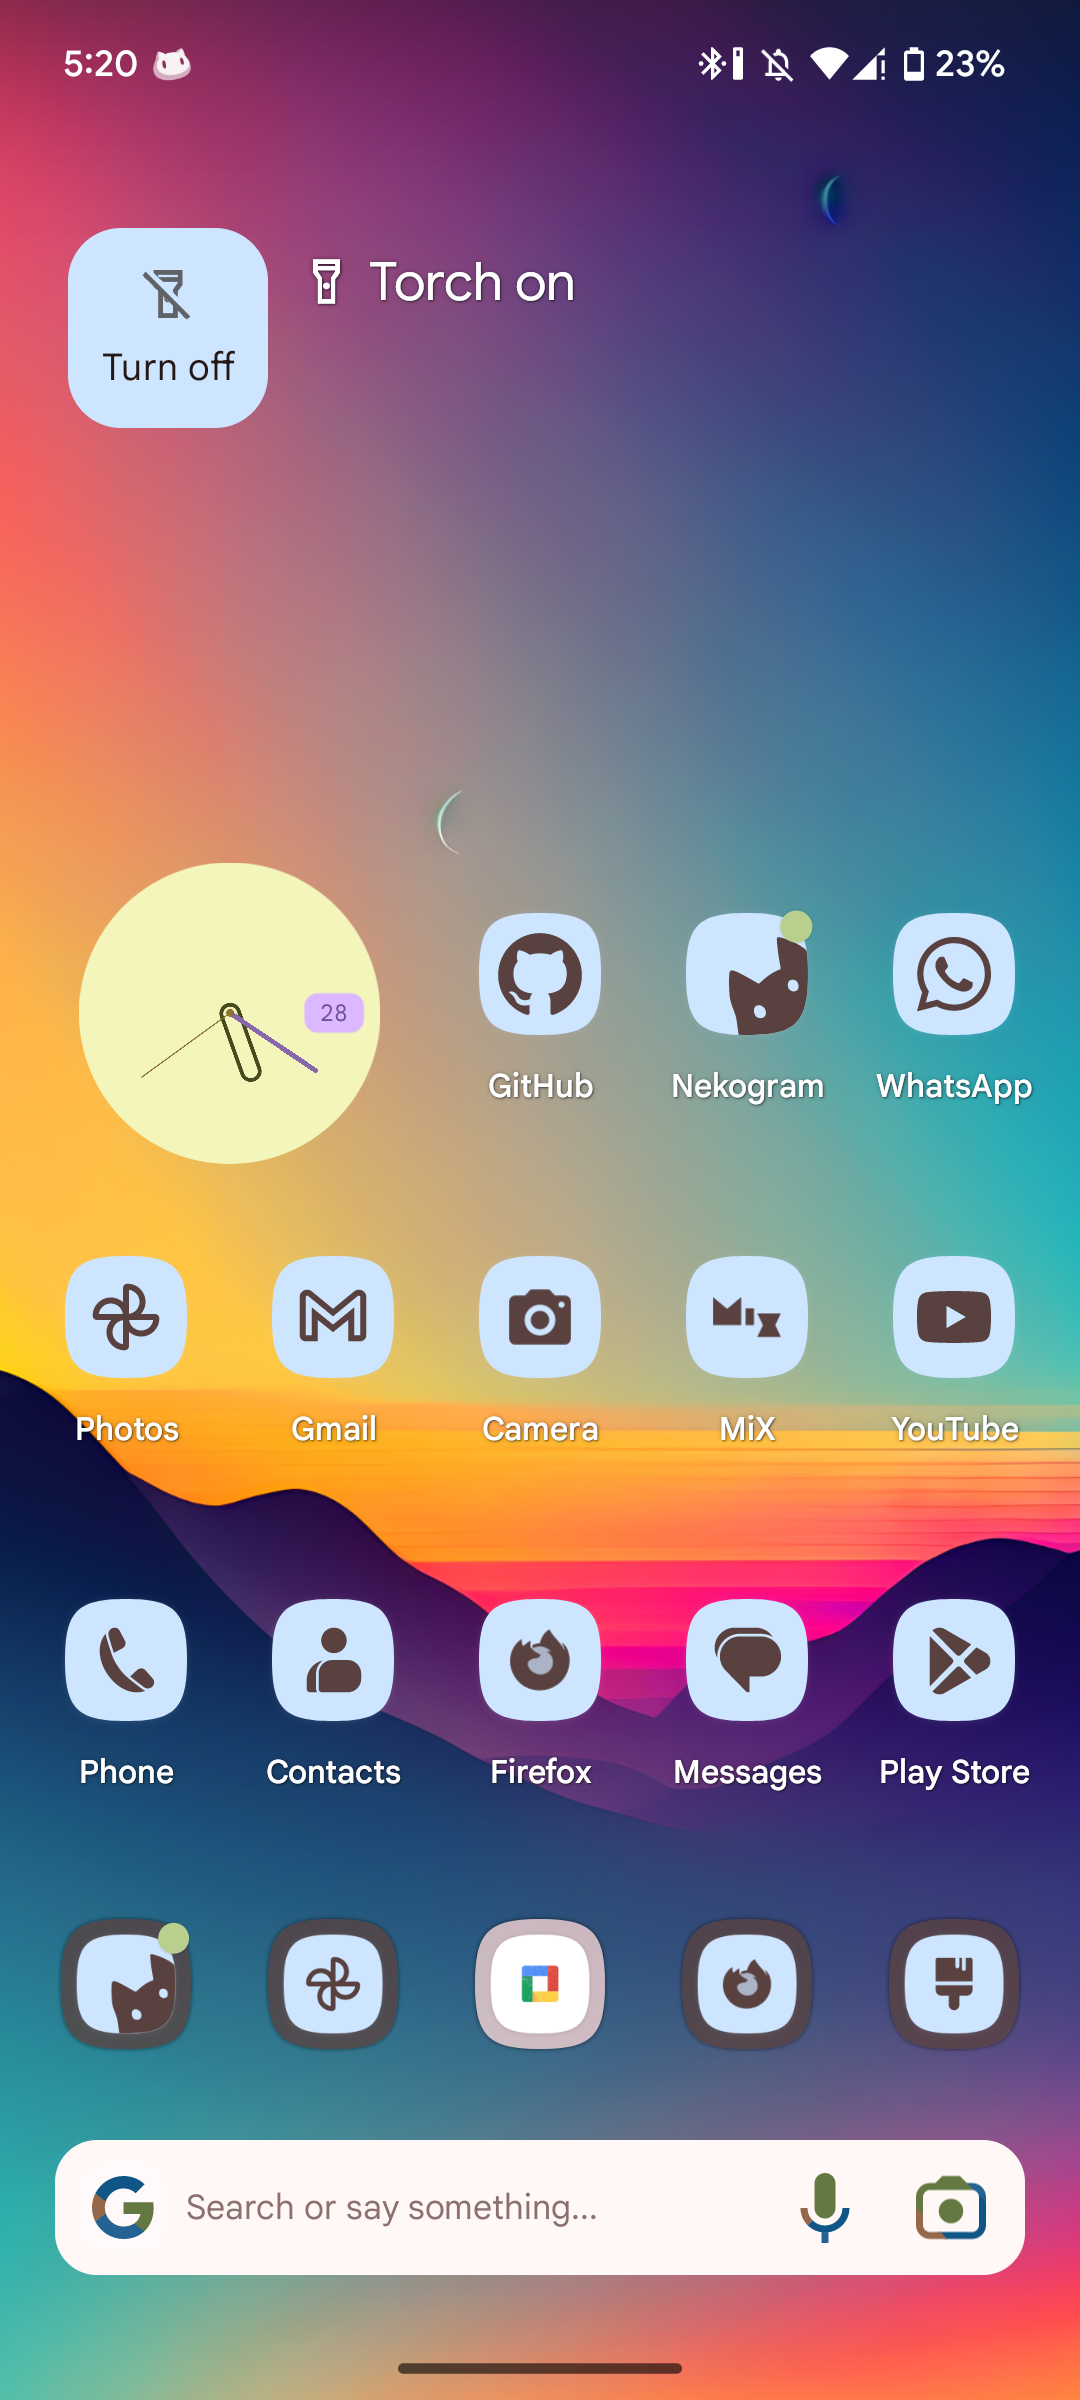 5:20
23%
Torch on
Turn off
28
GitHub
Nekogram
WhatsApp
Photos
Gmail
Camera
MiX
YouTube
Phone
Contacts
Firefox
Messages
Play Store
Search or say something...